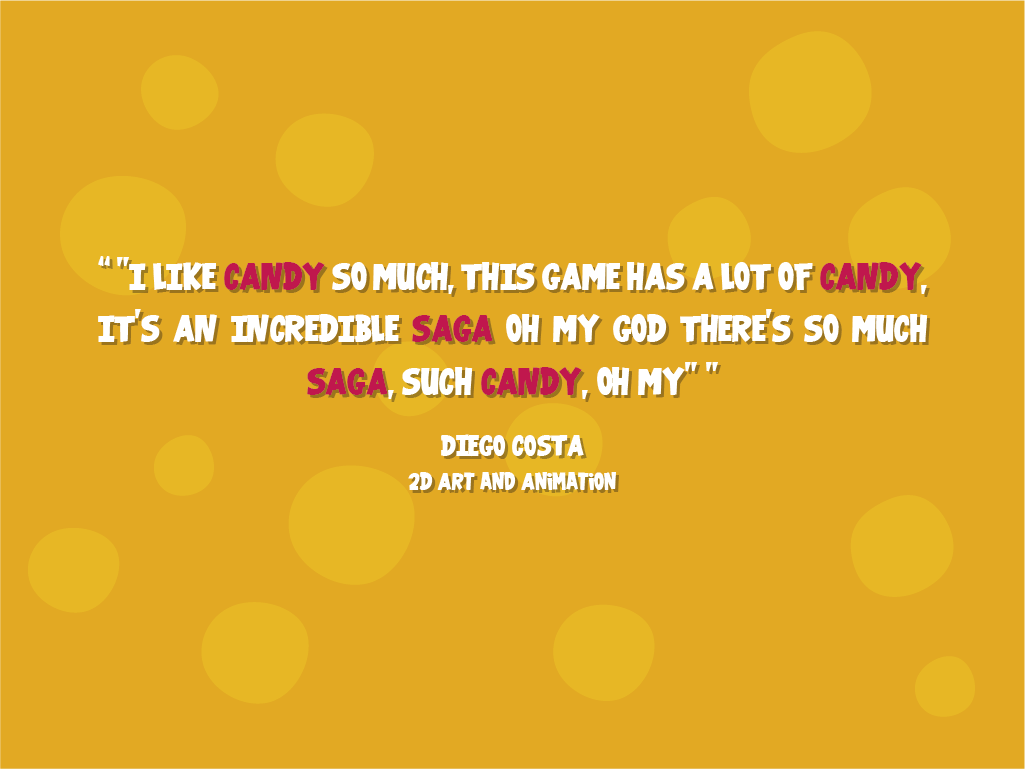 “ "I LIKE CANDY SO MUCH, THIS GAME HAS A LOT OF CANDY,
IT'S AN INCREDIBLE SAGA OH MY GOD THERE'S SO MUCH
SAGA, SUCH CANDY, OH MY" "
DIEGO COSTA
2D ART AND ANiMATiON